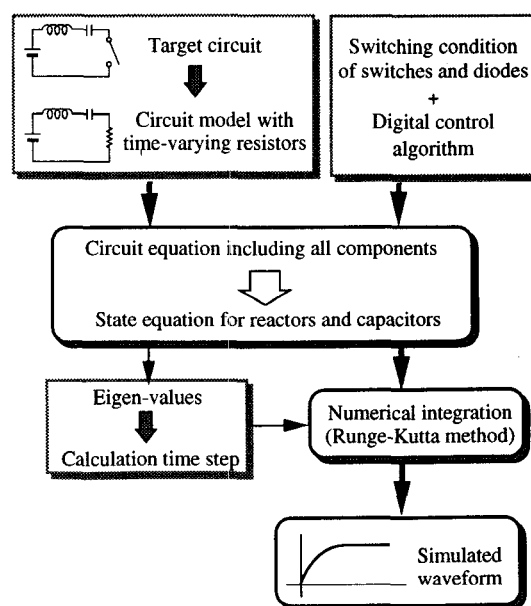 Target circuit
Circuit model with
time-varying resistors
Switching condition
of switches and diodes
+
Digital control
algorithm
Circuit equation including all components
State equation for reactors and capacitors
Eigen-values
Calculation time step
Numerical integration
(Runge-Kutta method)
Simulated
waveform